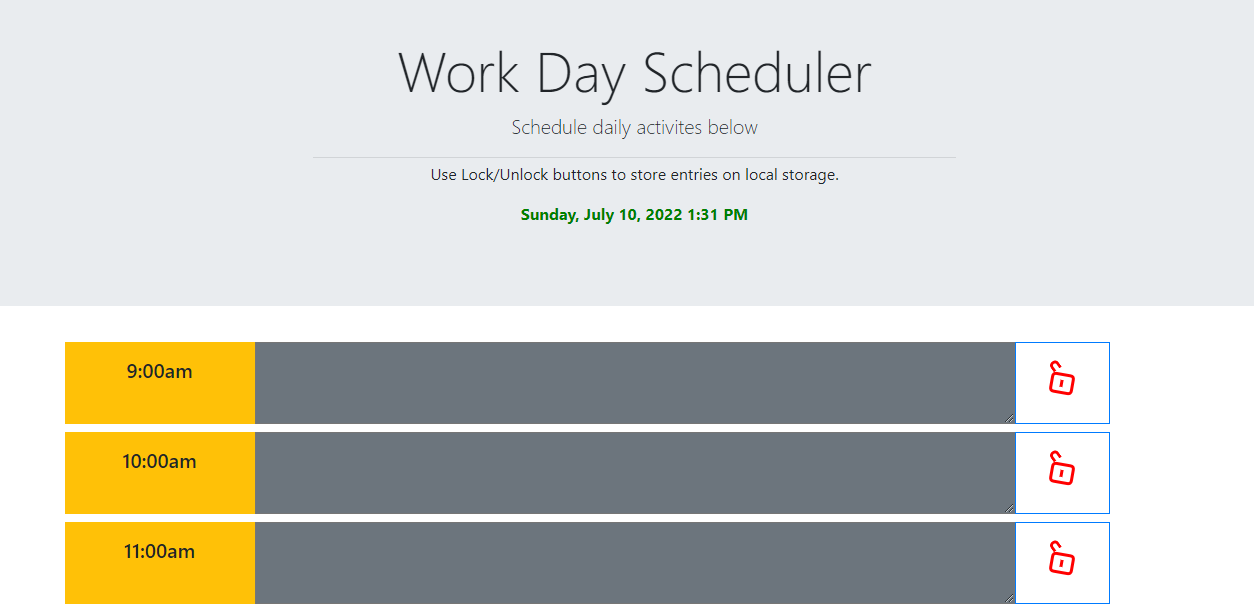 Work Day Scheduler
Schedule daily activites below
Use Lock/Unlock buttons to store entries on local storage.
Sunday, July 10, 2022 1:31 PM
9:00am
10:00am
11:00am